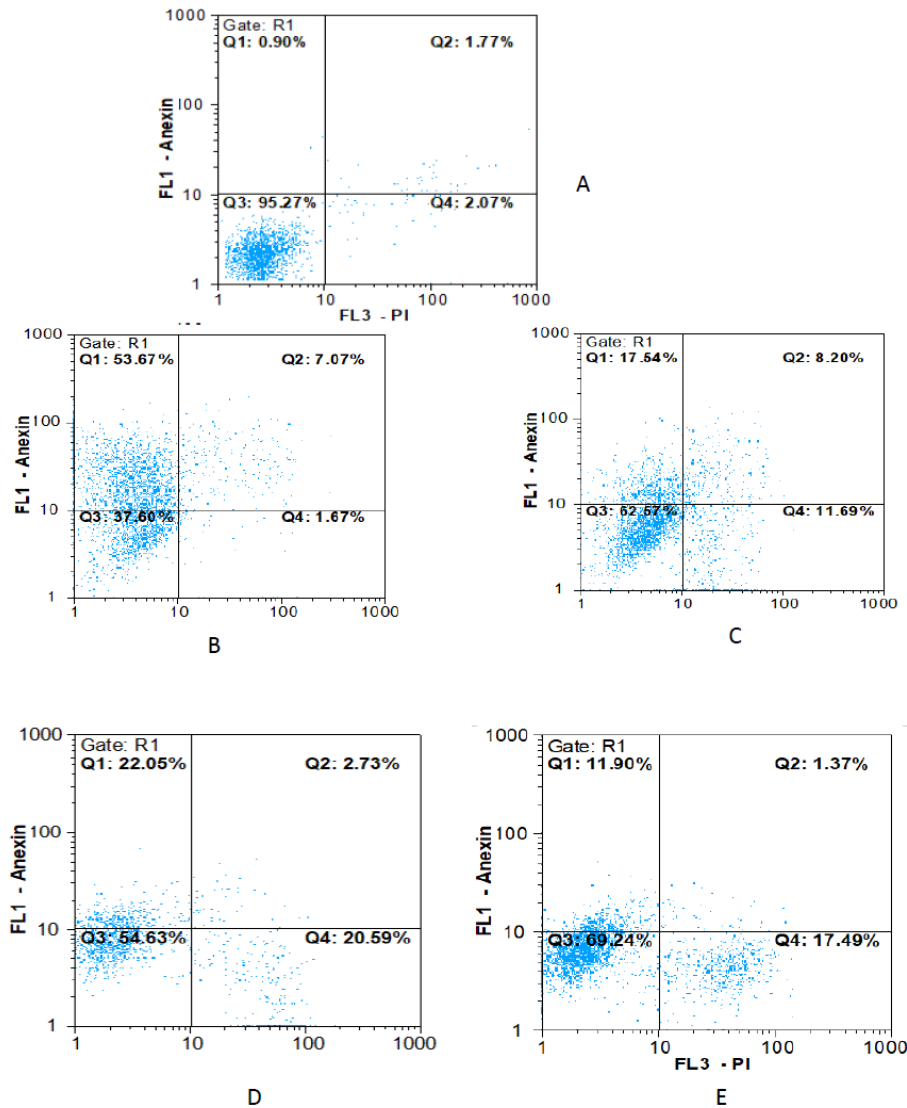 1000
Gate: R1
Q1: 0.90%
Q2: 1.77%
100
FL1 - Anexin
A
10
Q3: 95.27%
Q4: 2.07%
1
1
10
100
1000
FL3 - PI
1000
Gate: R1
Q1: 53.67%
Q2: 7.07%
100
FL1 - Anexin
10
Q3: 37.60%
Q4: 1.67%
1
1
10
100
1000
B
1000
Gate: R1
Q1: 17.54%
Q2: 8.20%
100
FL1 - Anexin
10
Q3: 62.57%
Q4: 11.69%
1
1
10
100
1000
C
1000
Gate: R1
Q1: 22.05%
Q2: 2.73%
100
FL1 - Anexin
10
Q3: 54.63%
Q4: 20.59%
1
1
10
100
1000
D
1000
Gate: R1
Q1: 11.90%
Q2: 1.37%
100
FL1 - Anexin
10
Q3: 69.24%
Q4: 17.49%
1
1
10
100
1000
FL3 - PI
E